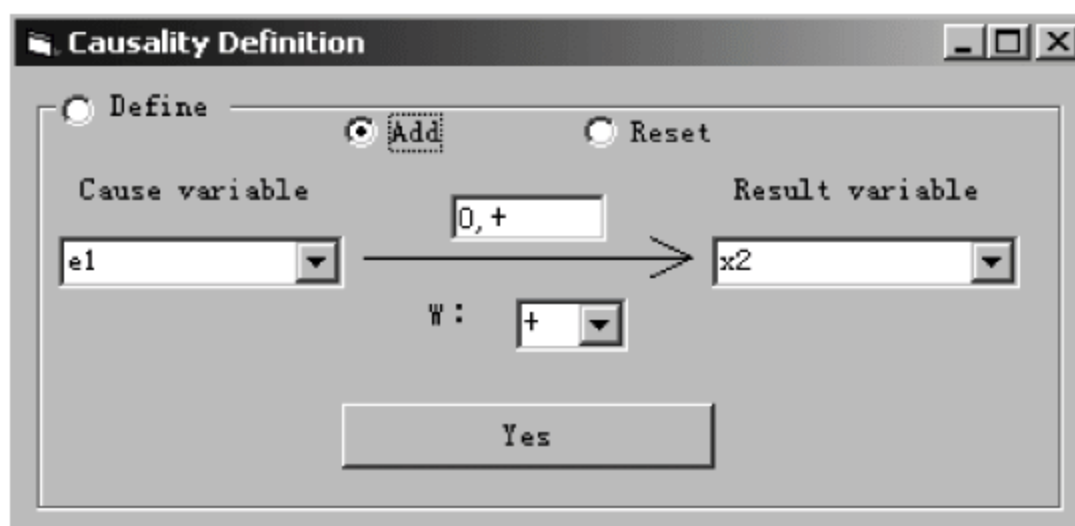 Causality Definition
Define
Add
Reset
Cause variable
Result variable
0,+
e1
x2
W:
+
Yes